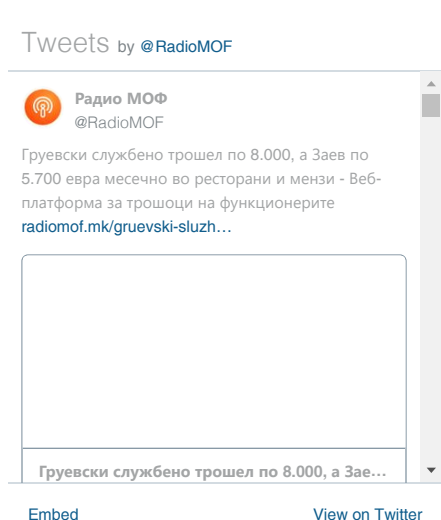 Tweets by @RadioMOF
Радио МОФ
@RadioMOF
Груевски службено трошел по 8.000, а Заев по
5.700 евра месечно во ресторани и мензи - Веб-
платформа за трошоци на функционерите
radiomof.mk/gruevski-sluzh…
Груевски службено трошел по 8.000, а Зае…
Embed
View on Twitter